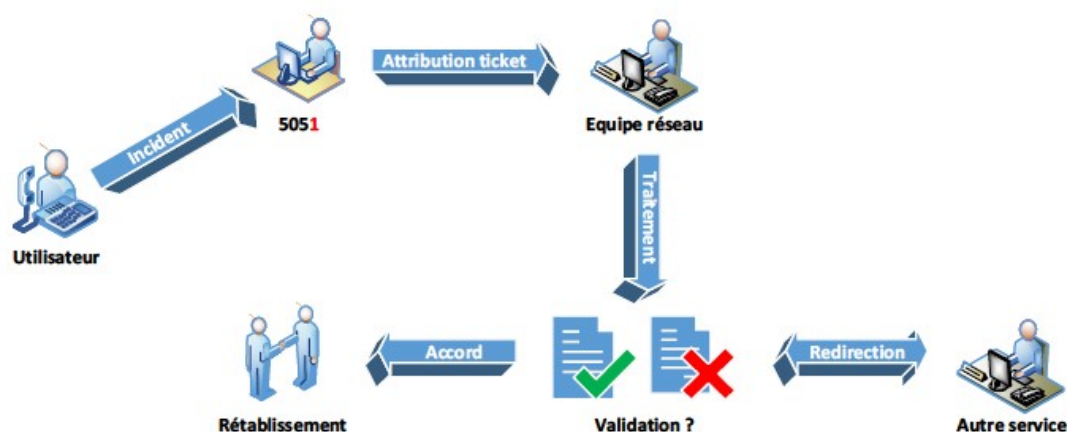 Attribution ticket
5051
Equipe réseau
Incident
Utilisateur
Traitement
Accord
Redirection
Rétablissement
Validation ?
Autre service